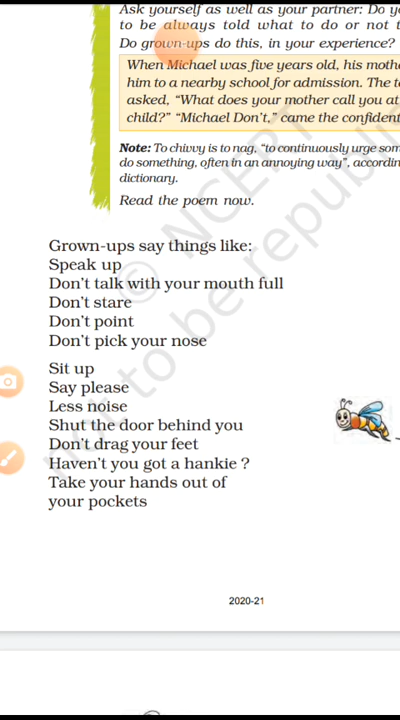 Ask yourself as well as your partner: Do
to be always told what to do or not
Do grown-ups do this, in your experience?
When Michael was five years old, his
him to a nearby school for admission. The
asked, “What does your mother call you at
child?” “Michael Don’t,” came the
Note: To chivvy is to nag, “to continuously urge
do something, often in an annoying way”,
dictionary.
Read the poem now.
Grown-ups say things like:
Speak up
Don’t talk with your mouth full
Don’t stare
Don’t point
Don’t pick your nose
Sit up
Say please
Less noise
Shut the door behind you
Don’t drag your feet
Haven’t you got a hankie ?
Take your hands out of
your pockets
© NCERT
not to be republi
2020-21